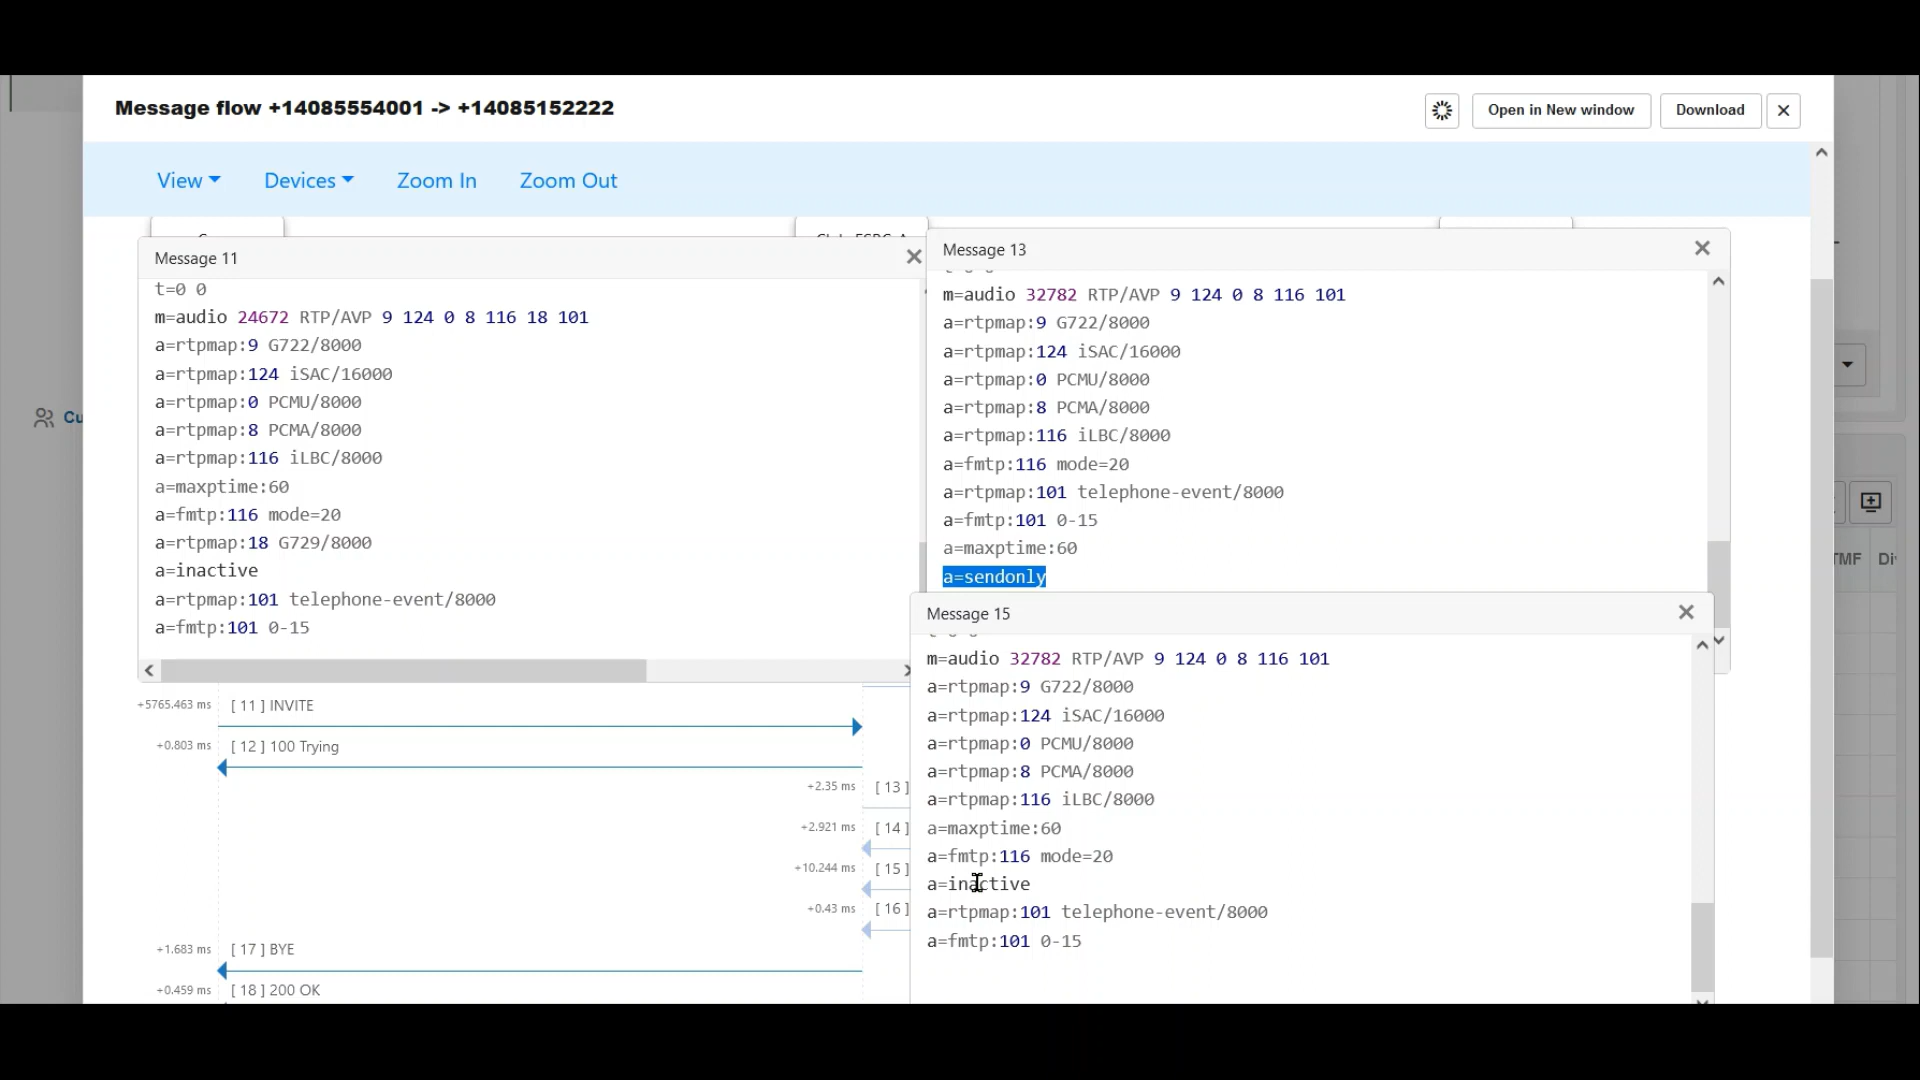 Message flow +14085554001 -> +14085152222
Open in New window
Download
View
Devices
Zoom In
Zoom Out
Message 11
t=0 0
m=audio 24672 RTP/AVP 9 124 0 8 116 18 101
a=rtpmap:9 G722/8000
a=rtpmap:124 iSAC/16000
a=rtpmap:0 PCMU/8000
a=rtpmap:8 PCMA/8000
a=rtpmap:116 iLBC/8000
a=maxptime:60
a=fmtp:116 mode=20
a=rtpmap:18 G729/8000
a=inactive
a=rtpmap:101 telephone-event/8000
a=fmtp:101 0-15
Message 13
m=audio 32782 RTP/AVP 9 124 0 8 116 101
a=rtpmap:9 G722/8000
a=rtpmap:124 iSAC/16000
a=rtpmap:0 PCMU/8000
a=rtpmap:8 PCMA/8000
a=rtpmap:116 iLBC/8000
a=fmtp:116 mode=20
a=rtpmap:101 telephone-event/8000
a=fmtp:101 0-15
a=maxptime:60
a=sendonly
Message 15
m=audio 32782 RTP/AVP 9 124 0 8 116 101
a=rtpmap:9 G722/8000
a=rtpmap:124 iSAC/16000
a=rtpmap:0 PCMU/8000
a=rtpmap:8 PCMA/8000
a=rtpmap:116 iLBC/8000
a=maxptime:60
a=fmtp:116 mode=20
a=inactive
a=rtpmap:101 telephone-event/8000
a=fmtp:101 0-15
+5765.463 ms [ 11 ] INVITE
+0.803 ms [ 12 ] 100 Trying
+2.35 ms [ 13 ]
+2.921 ms [ 14 ]
+10.244 ms [ 15 ]
+0.43 ms [ 16 ]
+1.683 ms [ 17 ] BYE
+0.459 ms [ 18 ] 200 OK
Cu
TMF
Di